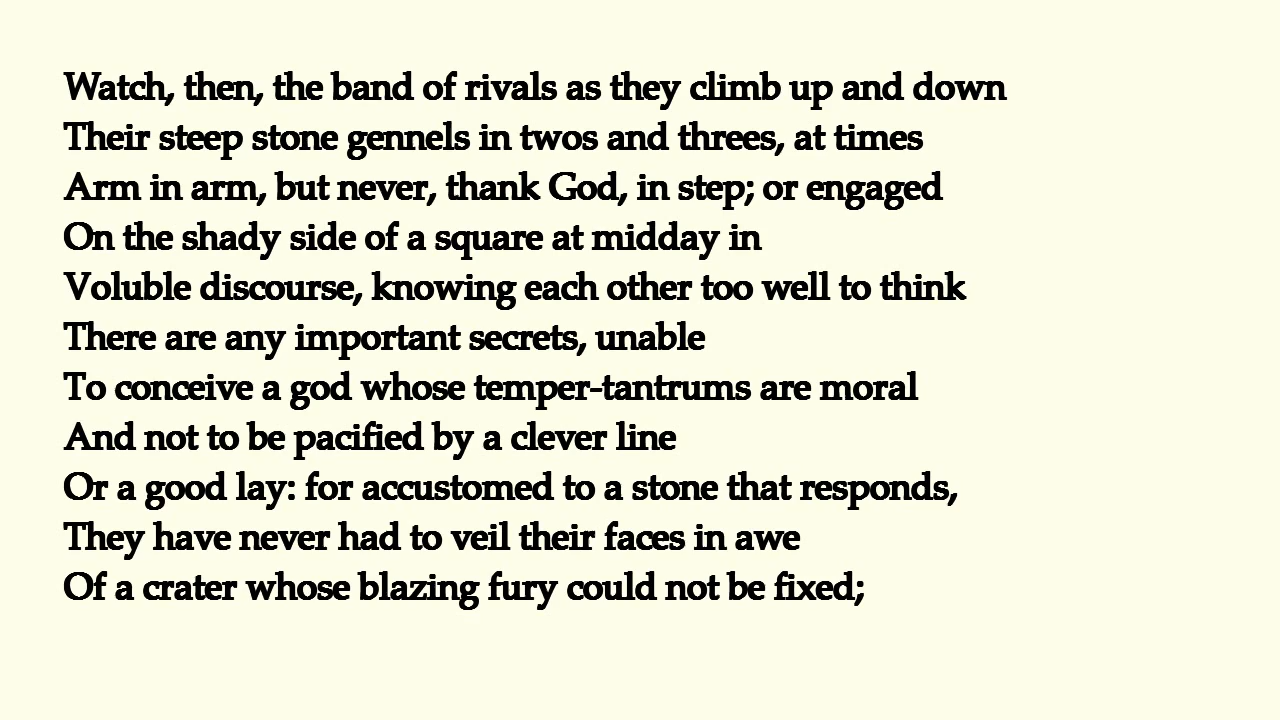 Watch, then, the band of rivals as they climb up and down
Their steep stone gennels in twos and threes, at times
Arm in arm, but never, thank God, in step; or engaged
On the shady side of a square at midday in
Voluble discourse, knowing each other too well to think
There are any important secrets, unable
To conceive a god whose temper-tantrums are moral
And not to be pacified by a clever line
Or a good lay: for accustomed to a stone that responds,
They have never had to veil their faces in awe
Of a crater whose blazing fury could not be fixed;